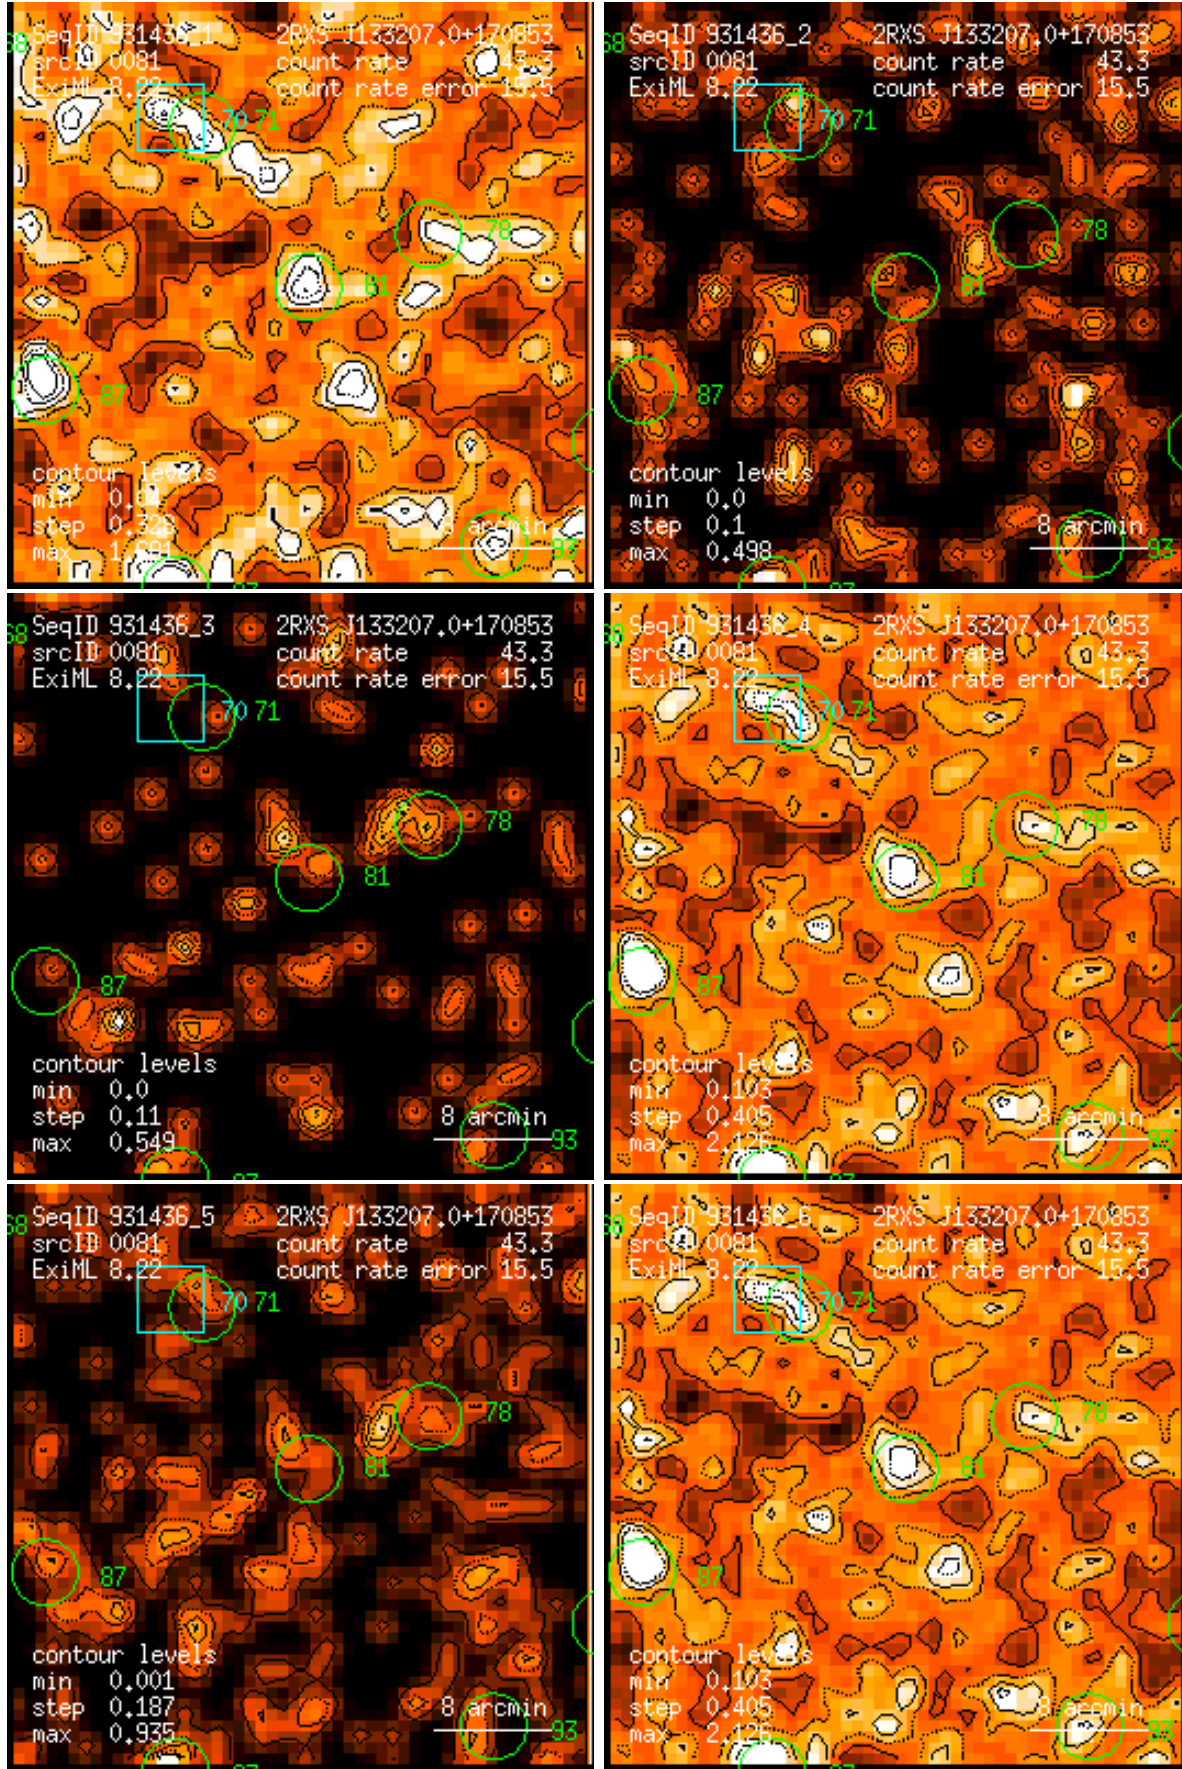 68 SeqID 931436_1 2RXS J133207.0+170853
srcID 0081 count rate 43.3
ExiML 8.22 count rate error 15.5
70 71
78
81
87
contour levels
min
step 0.328
max
8 arcmin
93
97
68 SeqID 931436_2 2RXS J133207.0+170853
srcID 0081 count rate 43.3
ExiML 8.22 count rate error 15.5
70 71
78
81
87
contour levels
min 0.0
step 0.1
max 0.498
8 arcmin
93
97
68 SeqID 931436_3 2RXS J133207.0+170853
srcID 0081 count rate 43.3
ExiML 8.22 count rate error 15.5
70 71
78
81
87
contour levels
min 0.0
step 0.11
max 0.549
8 arcmin
93
68 SeqID 931436_4 2RXS J133207.0+170853
srcID 0081 count rate 43.3
ExiML 8.22 count rate error 15.5
70 71
78
81
87
contour levels
min 0.103
step 0.405
max 2.126
8 arcmin
93
68 SeqID 931436_5 2RXS J133207.0+170853
srcID 0081 count rate 43.3
ExiML 8.22 count rate error 15.5
70 71
78
81
87
contour levels
min 0.001
step 0.187
max 0.935
8 arcmin
93
68 SeqID 931436_6 2RXS J133207.0+170853
srcID 0081 count rate 43.3
ExiML 8.22 count rate error 15.5
70 71
78
81
87
contour levels
min 0.103
step 0.405
max 2.126
8 arcmin
93